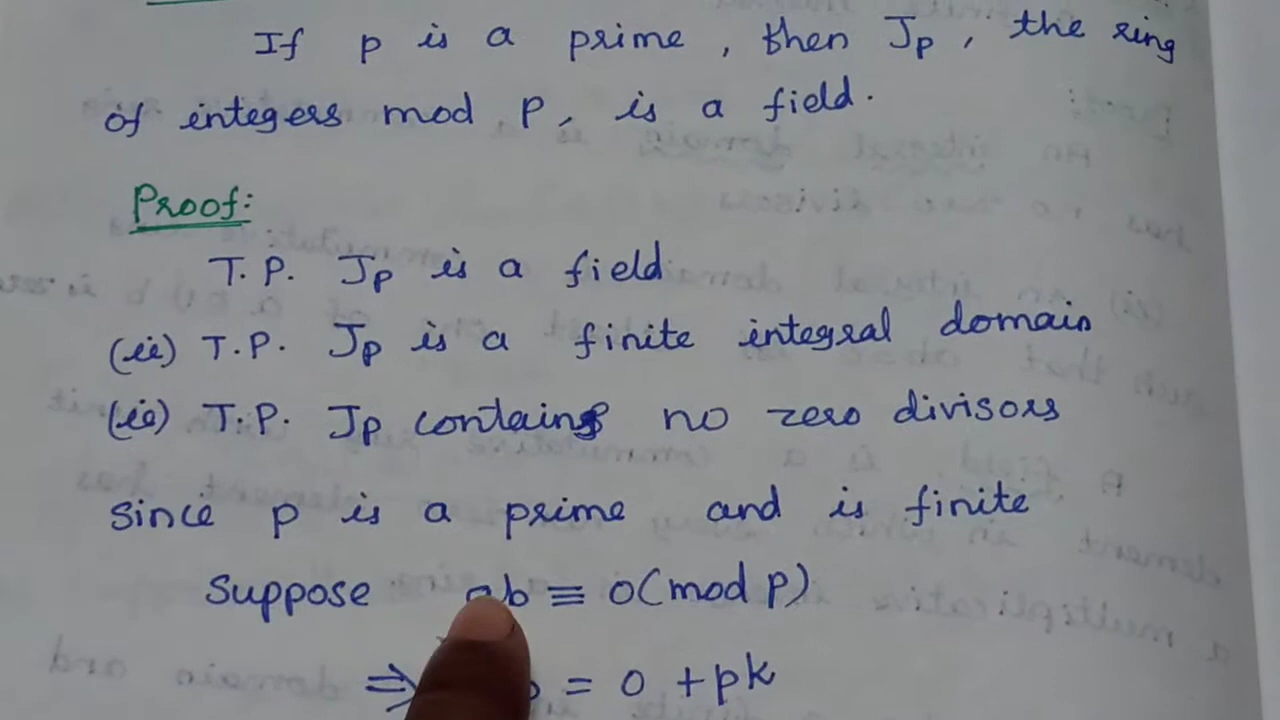 If p is a prime, then Jp, the ring
of integers mod P, is a field.
Proof:
T.P. Jp is a field
(ie) T.P. Jp is a finite integral domain
(ie) T.P. Jp contains no zero divisors
since p is a prime and is finite
Suppose ab ≡ 0(mod p)
⇒ = 0 + pk